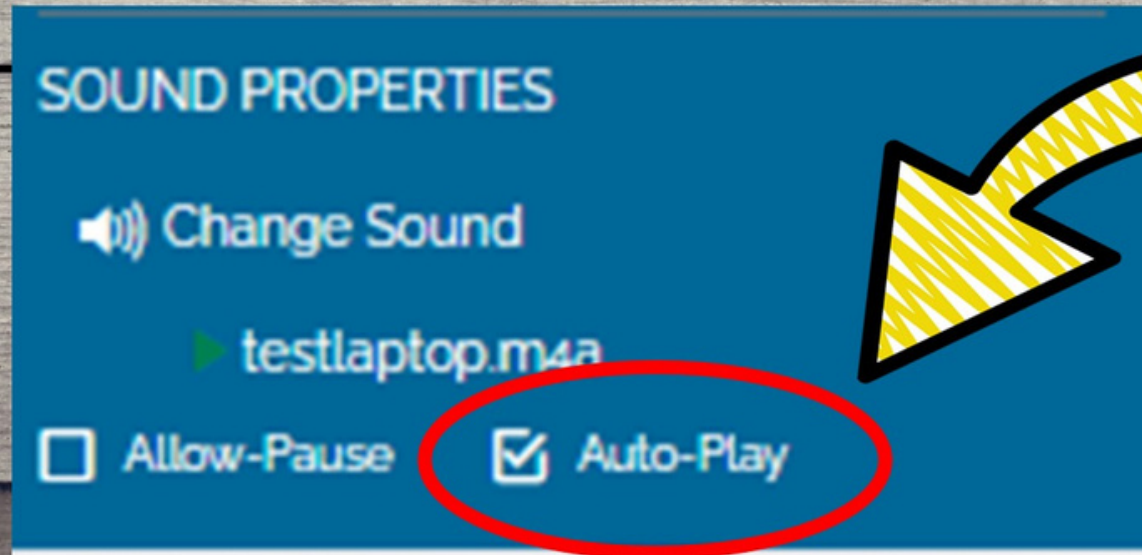 SOUND PROPERTIES
Change Sound
testlaptop.m4a
Allow-Pause Auto-Play